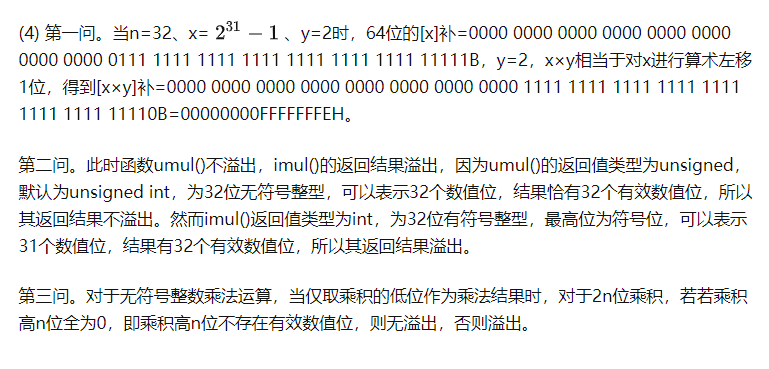 (4) 第一问。当n=32、x= 2^31 − 1 、y=2时，64位的[x]补=0000 0000 0000 0000 0000 0000
0000 0000 0111 1111 1111 1111 1111 1111 1111 11111B，y=2，x×y相当于对x进行算术左移
1位，得到[x×y]补=0000 0000 0000 0000 0000 0000 0000 0000 1111 1111 1111 1111 1111
1111 1111 11110B=00000000FFFFFFFEH。
第二问。此时函数umul()不溢出，imul()的返回结果溢出，因为umul()的返回值类型为unsigned，
默认为unsigned int，为32位无符号整型，可以表示32个数值位，结果恰有32个有效数值位，所以
其返回结果不溢出。然而imul()返回值类型为int，为32位有符号整型，最高位为符号位，可以表示
31个数值位，结果有32个有效数值位，所以其返回结果溢出。
第三问。对于无符号整数乘法运算，当仅取乘积的低位作为乘法结果时，对于2n位乘积，若若乘积
高n位全为0，即乘积高n位不存在有效数值位，则无溢出，否则溢出。